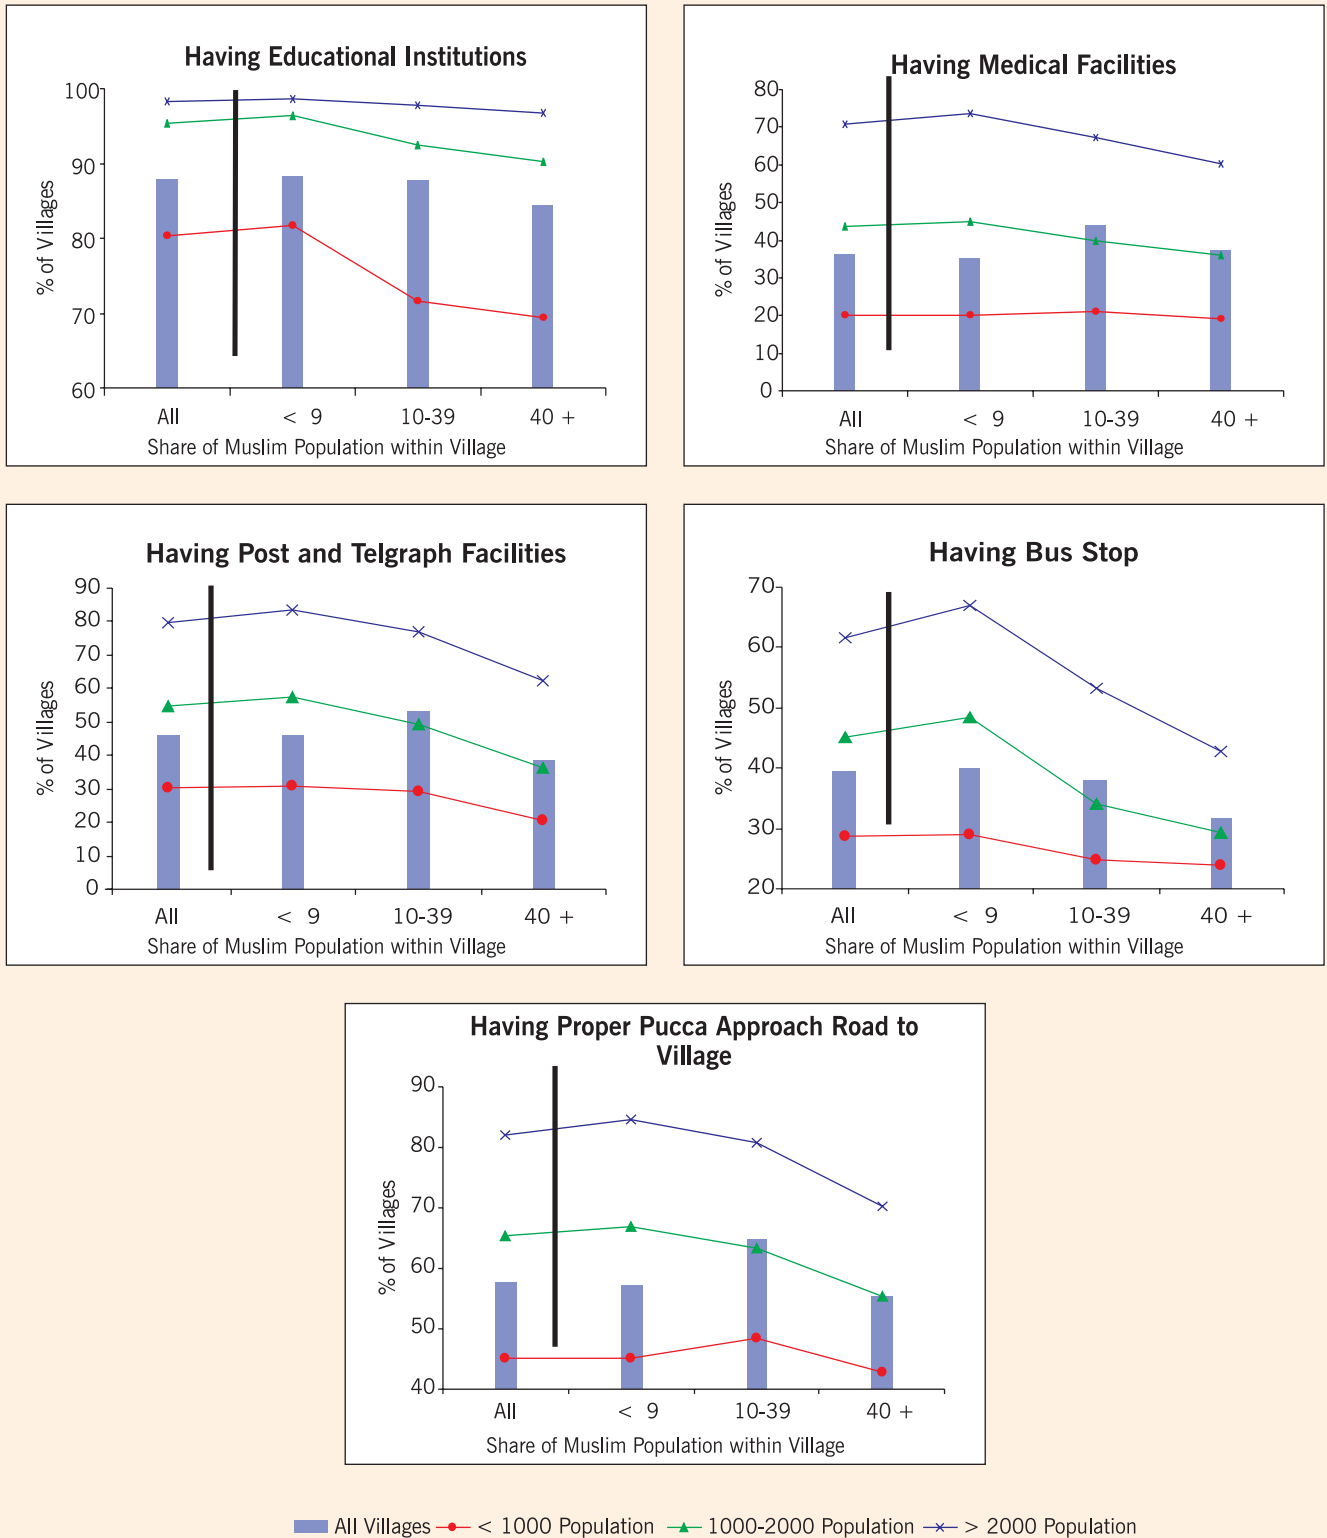 Having Educational Institutions
100
90
80
70
60
% of Villages
All < 9 10-39 40 +
Share of Muslim Population within Village
Having Medical Facilities
80
70
60
50
40
30
20
10
0
% of Villages
All < 9 10-39 40 +
Share of Muslim Population within Village
Having Post and Telgraph Facilities
90
80
70
60
50
40
30
20
10
0
% of Villages
All < 9 10-39 40 +
Share of Muslim Population within Village
Having Bus Stop
70
60
50
40
30
20
% of Villages
All < 9 10-39 40 +
Share of Muslim Population within Village
Having Proper Pucca Approach Road to
Village
90
80
70
60
50
40
% of Villages
All < 9 10-39 40 +
Share of Muslim Population within Village
All Villages < 1000 Population 1000-2000 Population > 2000 Population